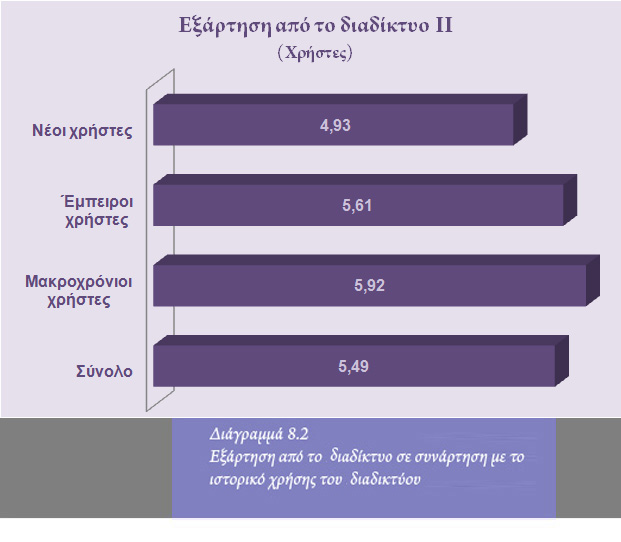 Εξάρτηση από το διαδίκτυο ΙΙ
(Χρήστες)
Νέοι χρήστες
4,93
Έμπειροι
χρήστες
5,61
Μακροχρόνιοι
χρήστες
5,92
Σύνολο
5,49
Διάγραμμά 8.2
Εξάρτηση από το διαδίκτυο σε συνάρτηση με το
ιστορικό χρήσης του διαδικτύου